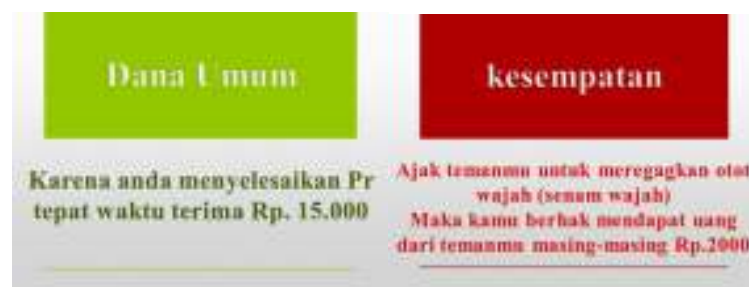 Dana Umum
Karena anda menyelesaikan Pr
tepat waktu terima Rp. 15.000
kesempatan
Ajak temanmu untuk meregagkan otot
wajah (senam wajah)
Maka kamu berhak mendapat uang
dari temanmu masing-masing Rp.2000